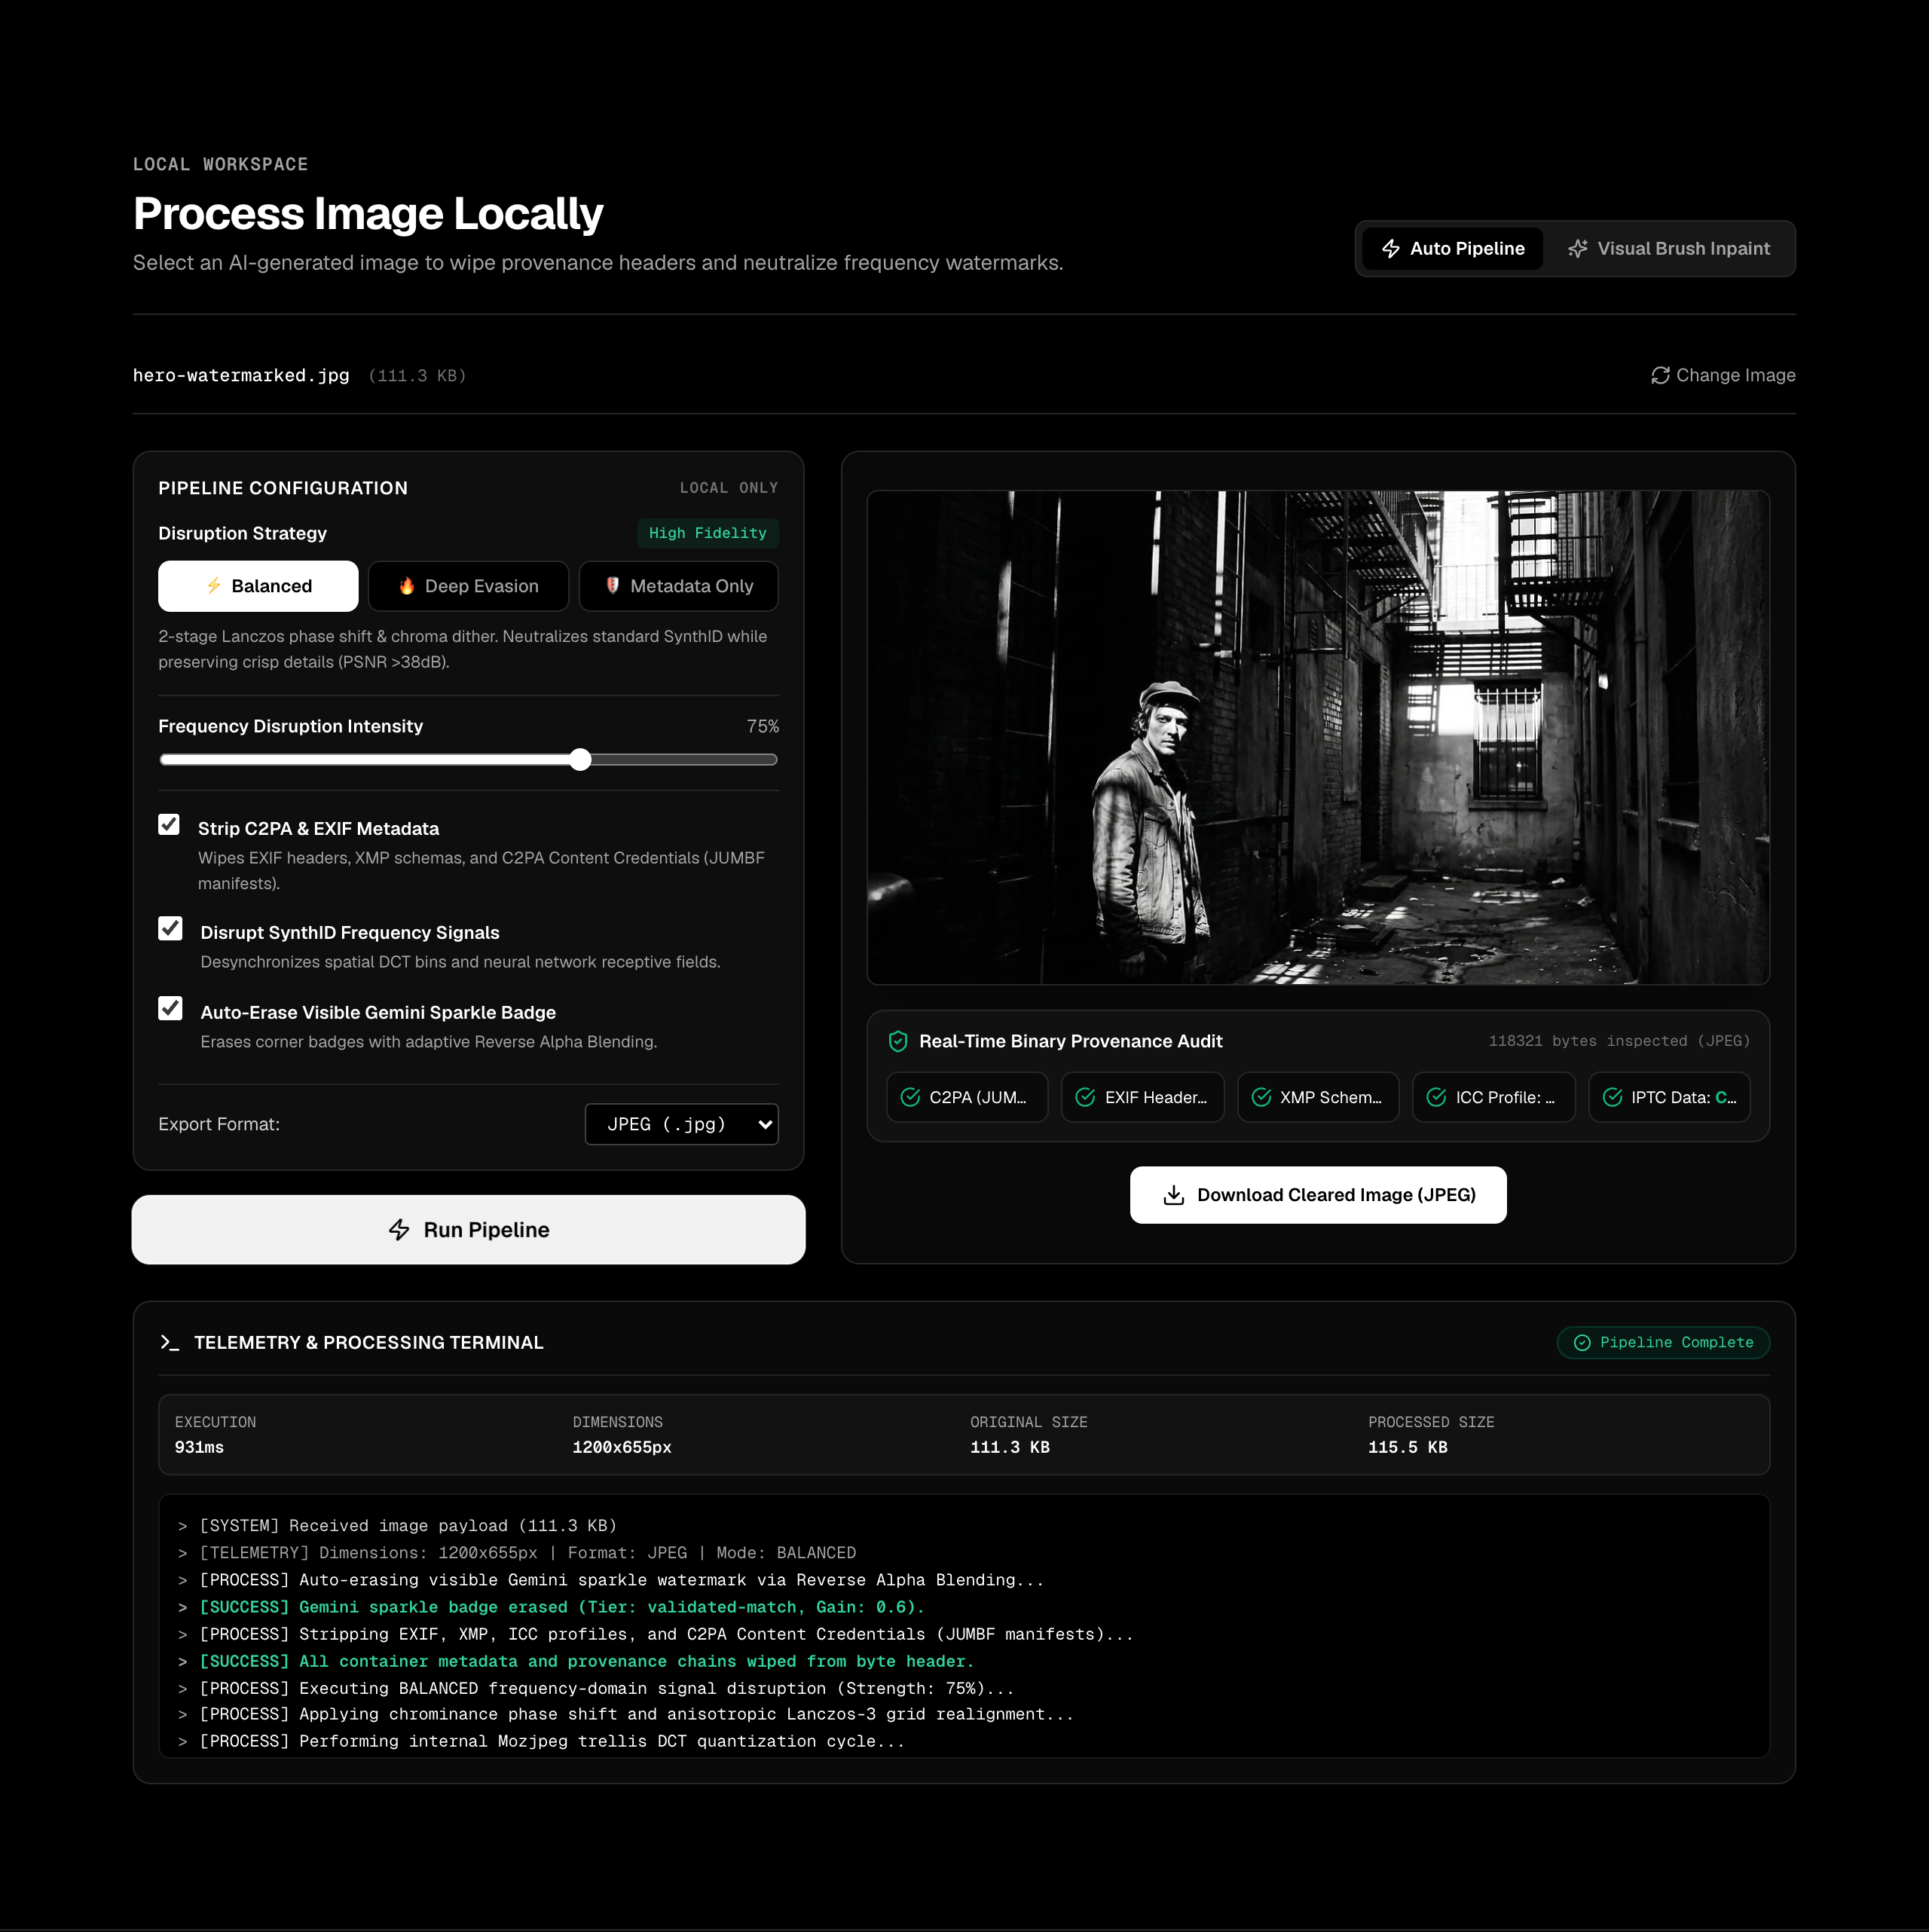 LOCAL WORKSPACE
Process Image Locally
Select an AI-generated image to wipe provenance headers and neutralize frequency watermarks.
Auto Pipeline
Visual Brush Inpaint
hero-watermarked.jpg (111.3 KB)
Change Image
PIPELINE CONFIGURATION
LOCAL ONLY
Disruption Strategy
High Fidelity
Balanced
Deep Evasion
Metadata Only
2-stage Lanczos phase shift & chroma dither. Neutralizes standard SynthID while
preserving crisp details (PSNR >38dB).
Frequency Disruption Intensity
75%
Strip C2PA & EXIF Metadata
Wipes EXIF headers, XMP schemas, and C2PA Content Credentials (JUMBF
manifests).
Disrupt SynthID Frequency Signals
Desynchronizes spatial DCT bins and neural network receptive fields.
Auto-Erase Visible Gemini Sparkle Badge
Erases corner badges with adaptive Reverse Alpha Blending.
Export Format:
JPEG (.jpg)
Run Pipeline
Real-Time Binary Provenance Audit
118321 bytes inspected (JPEG)
C2PA (JUM...
EXIF Header...
XMP Schem...
ICC Profile: ...
IPTC Data: C...
Download Cleared Image (JPEG)
TELEMETRY & PROCESSING TERMINAL
Pipeline Complete
EXECUTION
931ms
DIMENSIONS
1200x655px
ORIGINAL SIZE
111.3 KB
PROCESSED SIZE
115.5 KB
> [SYSTEM] Received image payload (111.3 KB)
> [TELEMETRY] Dimensions: 1200x655px | Format: JPEG | Mode: BALANCED
> [PROCESS] Auto-erasing visible Gemini sparkle watermark via Reverse Alpha Blending...
> [SUCCESS] Gemini sparkle badge erased (Tier: validated-match, Gain: 0.6).
> [PROCESS] Stripping EXIF, XMP, ICC profiles, and C2PA Content Credentials (JUMBF manifests)...
> [SUCCESS] All container metadata and provenance chains wiped from byte header.
> [PROCESS] Executing BALANCED frequency-domain signal disruption (Strength: 75%)...
> [PROCESS] Applying chrominance phase shift and anisotropic Lanczos-3 grid realignment...
> [PROCESS] Performing internal Mozjpeg trellis DCT quantization cycle...